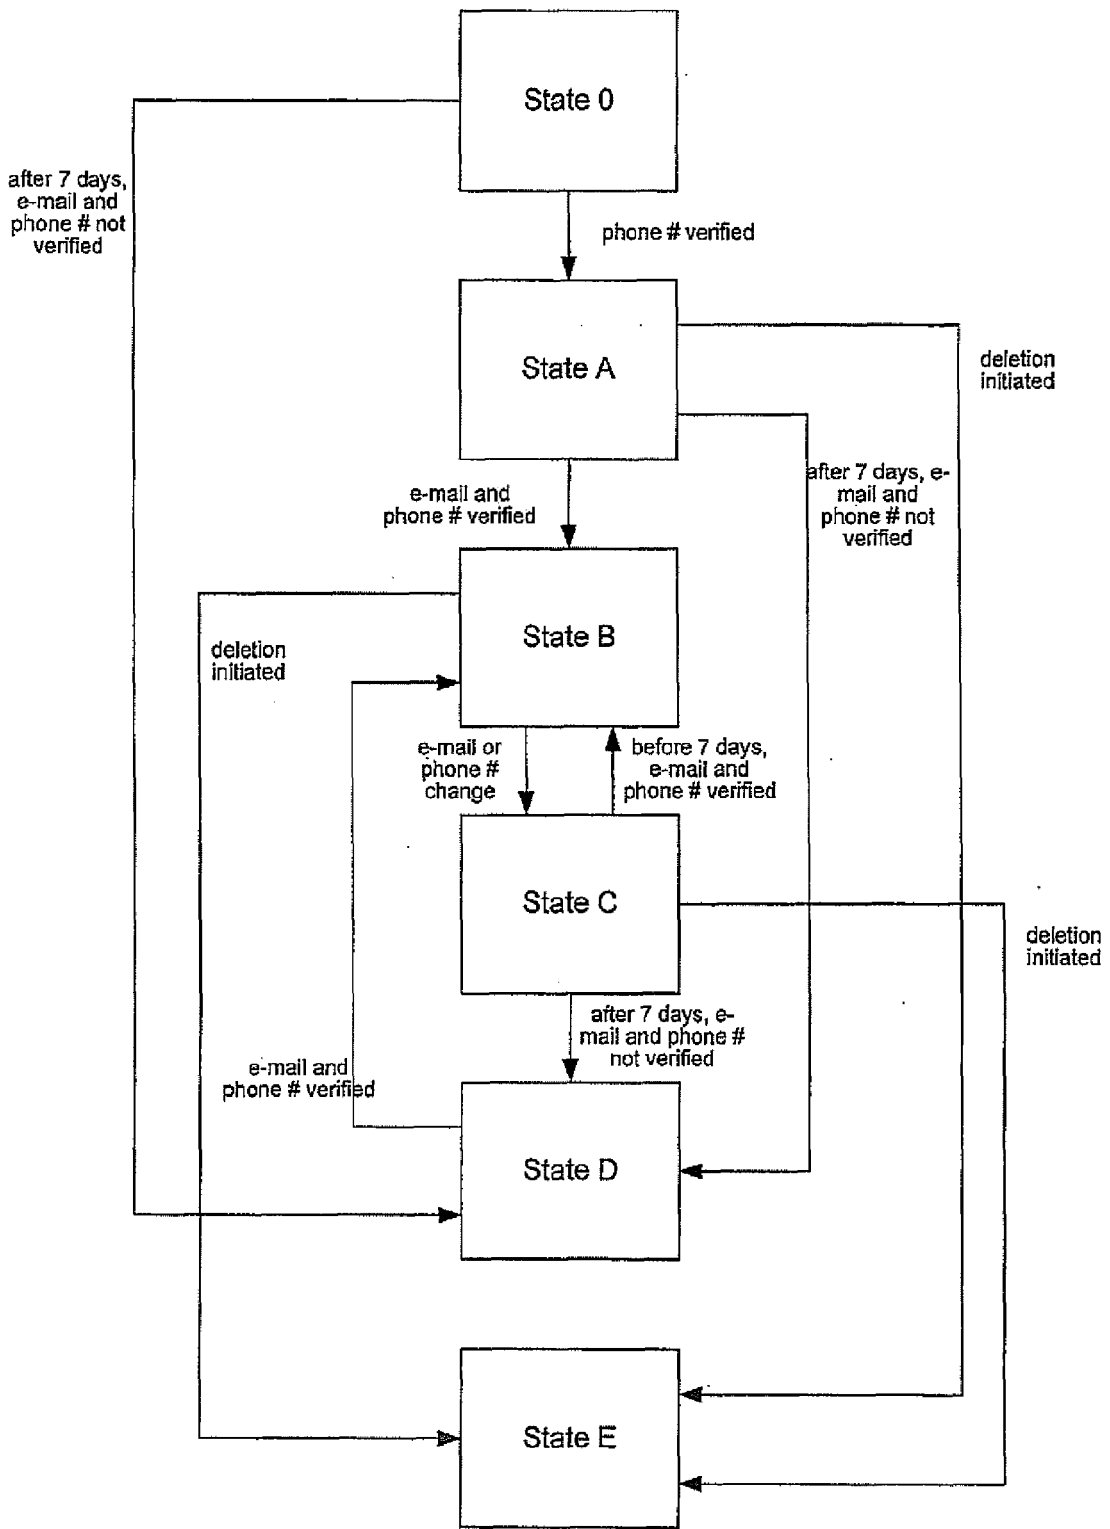 State 0
after 7 days,
e-mail and
phone # not
verified
phone # verified
State A
deletion
initiated
e-mail and
phone # verified
after 7 days, e-
mail and
phone # not
verified
State B
deletion
initiated
e-mail or
phone #
change
before 7 days,
e-mail and
phone # verified
State C
deletion
initiated
after 7 days, e-
mail and phone #
not verified
e-mail and
phone # verified
State D
State E